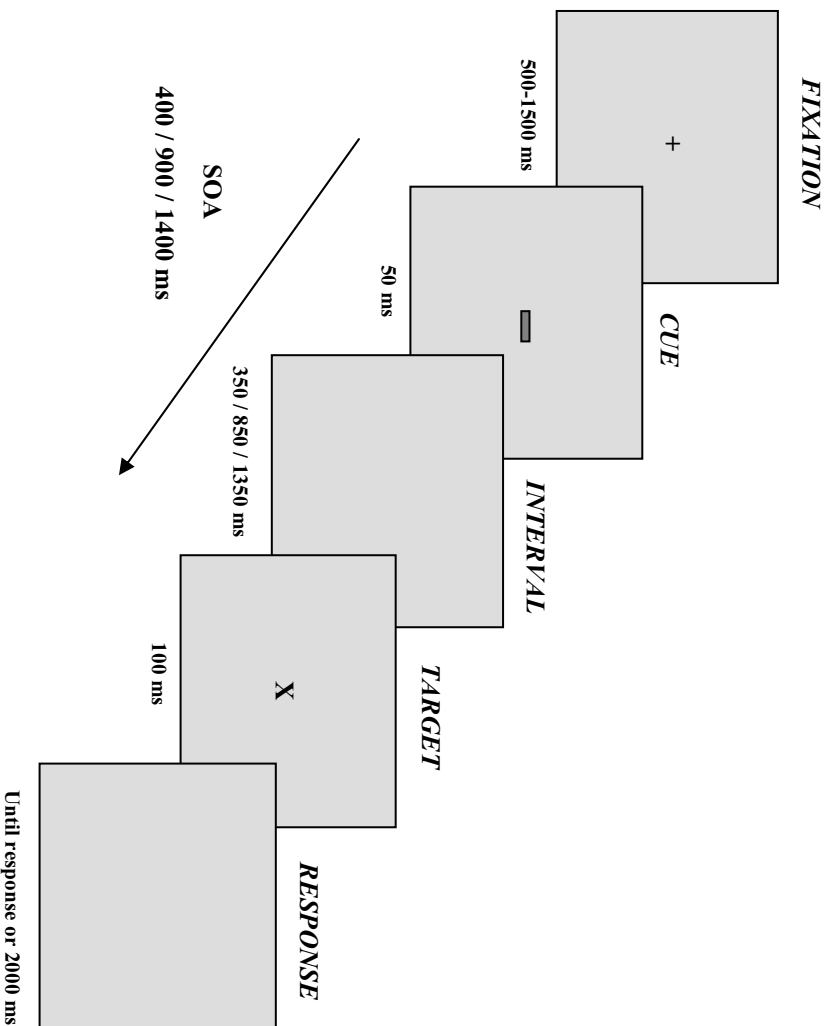 FIXATION
+
500-1500 ms
CUE
50 ms
INTERVAL
350 / 850 / 1350 ms
TARGET
X
100 ms
RESPONSE
Until response or 2000 ms
SOA
400 / 900 / 1400 ms